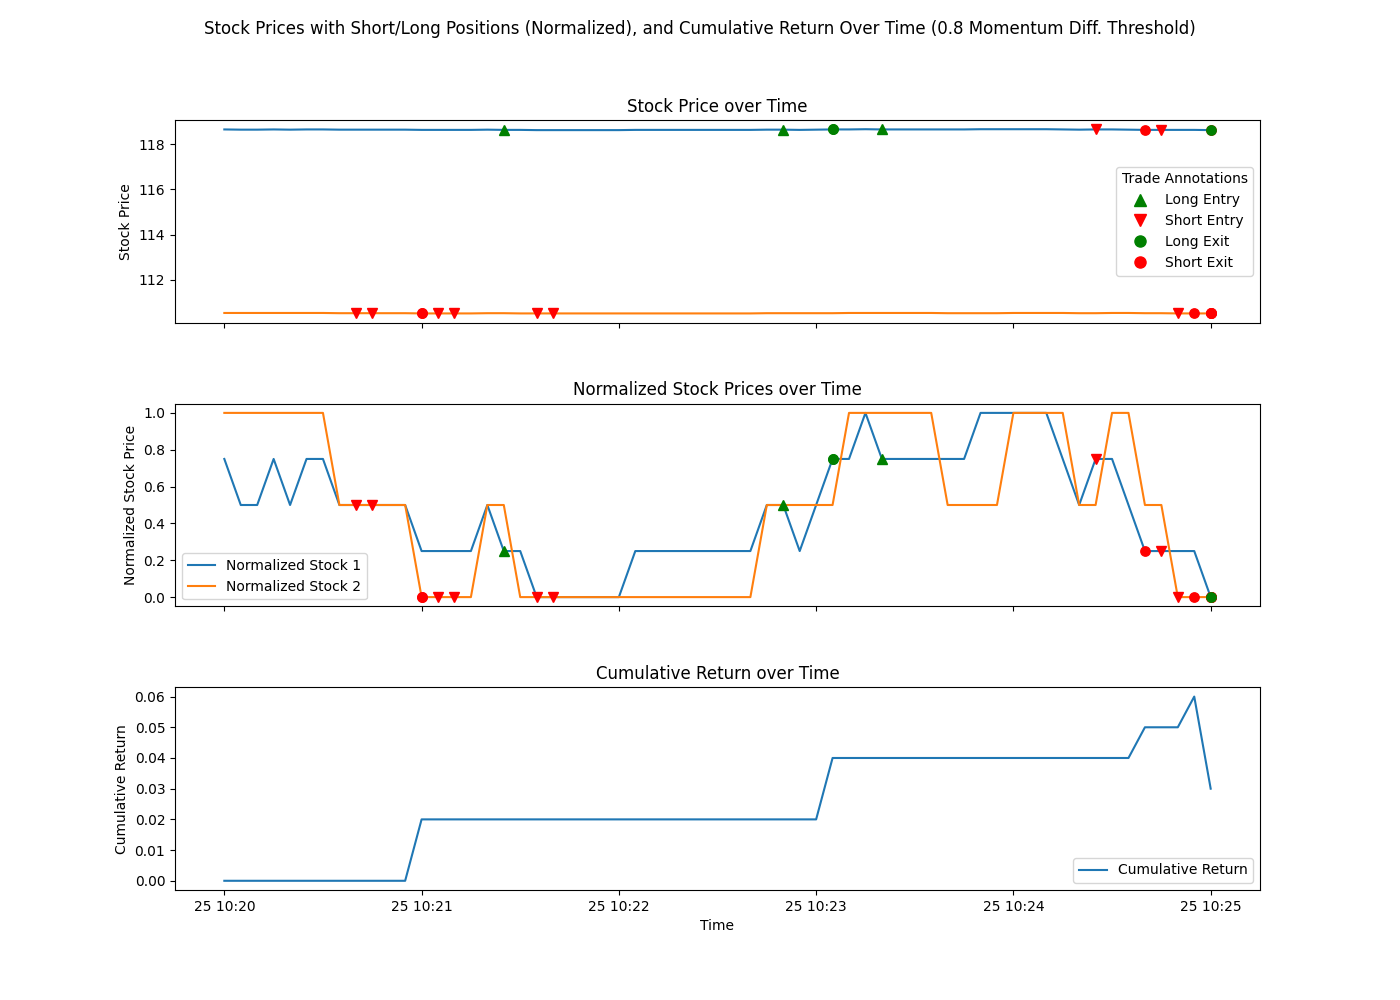 Stock Prices with Short/Long Positions (Normalized), and Cumulative Return Over Time (0.8 Momentum Diff. Threshold)
Stock Price over Time
Stock Price
118
116
114
112
Trade Annotations
Long Entry
Short Entry
Long Exit
Short Exit
Normalized Stock Prices over Time
Normalized Stock Price
1.0
0.8
0.6
0.4
0.2
0.0
Normalized Stock 1
Normalized Stock 2
Cumulative Return over Time
Cumulative Return
0.06
0.05
0.04
0.03
0.02
0.01
0.00
Cumulative Return
25 10:20
25 10:21
25 10:22
25 10:23
25 10:24
25 10:25
Time